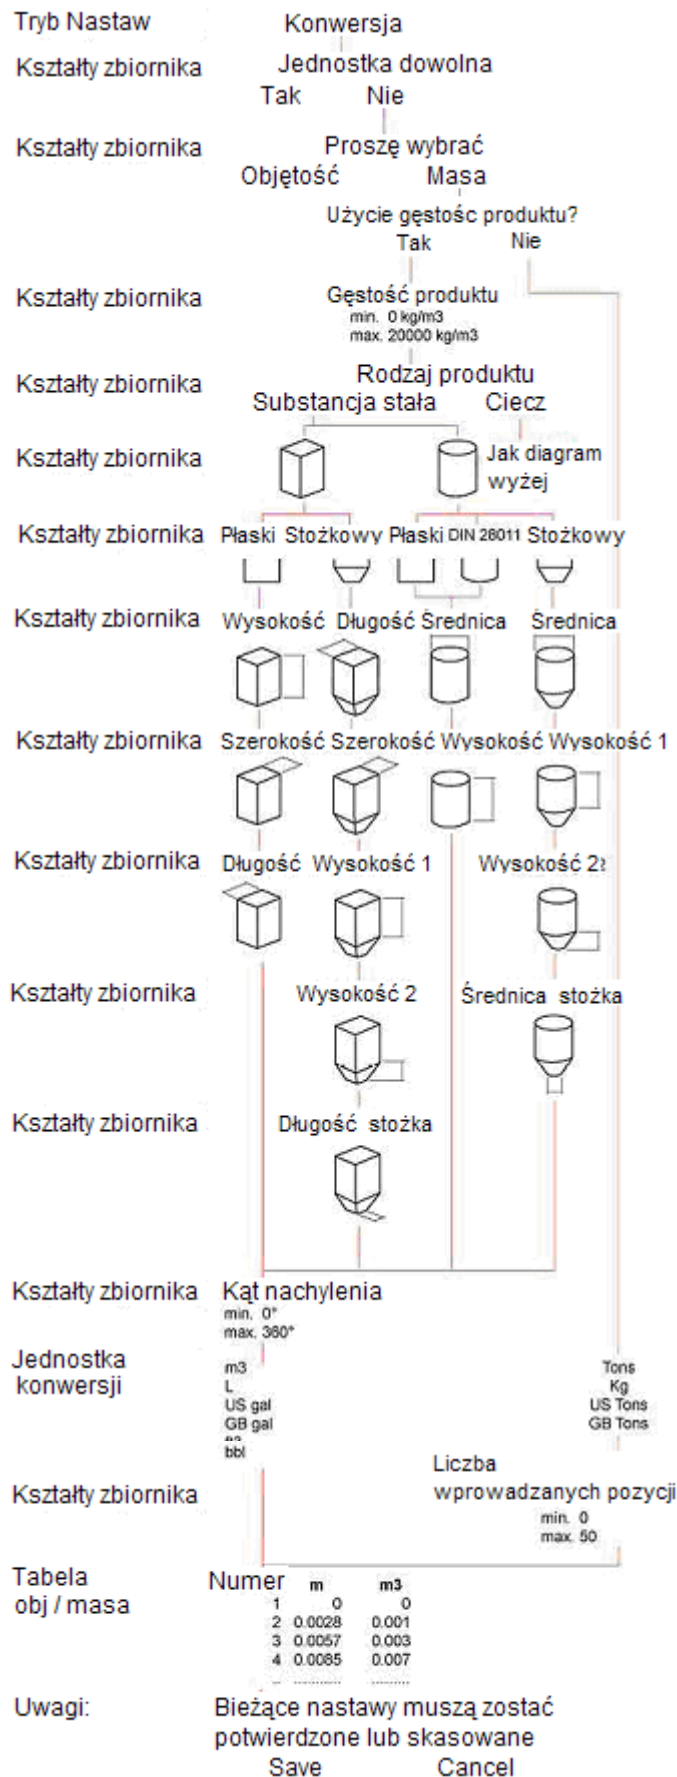 Tryb Nastaw Konwersja
Kształty zbiornika Jednostka dowolna
Tak Nie
Kształty zbiornika Proszę wybrać
Objętość Masa
Użycie gęstośc produktu?
Tak Nie
Kształty zbiornika Gęstość produktu
min. 0 kg/m3
max. 20000 kg/m3
Kształty zbiornika Rodzaj produktu
Substancja stała Ciecz
Kształty zbiornika Jak diagram
wyżej
Kształty zbiornika Płaski Stożkowy Płaski DIN 28011 Stożkowy
Kształty zbiornika Wysokość Długość Średnica Średnica
Kształty zbiornika Szerokość Szerokość Wysokość Wysokość 1
Kształty zbiornika Długość Wysokość 1 Wysokość 2
Kształty zbiornika Wysokość 2 Średnica stożka
Kształty zbiornika Długość stożka
Kształty zbiornika Kąt nachylenia
min. 0°
max. 360°
Jednostka
konwersji
m3 Tons
L Kg
US gal US Tons
GB gal GB Tons
bbl
Liczba
Kształty zbiornika wprowadzanych pozycji
min. 0
max. 50
Tabela
obj / masa
Numer m m3
1 0 0
2 0.0028 0.001
3 0.0057 0.003
4 0.0085 0.007
... ............ .........
Uwagi: Bieżące nastawy muszą zostać
potwierdzone lub skasowane
Save Cancel